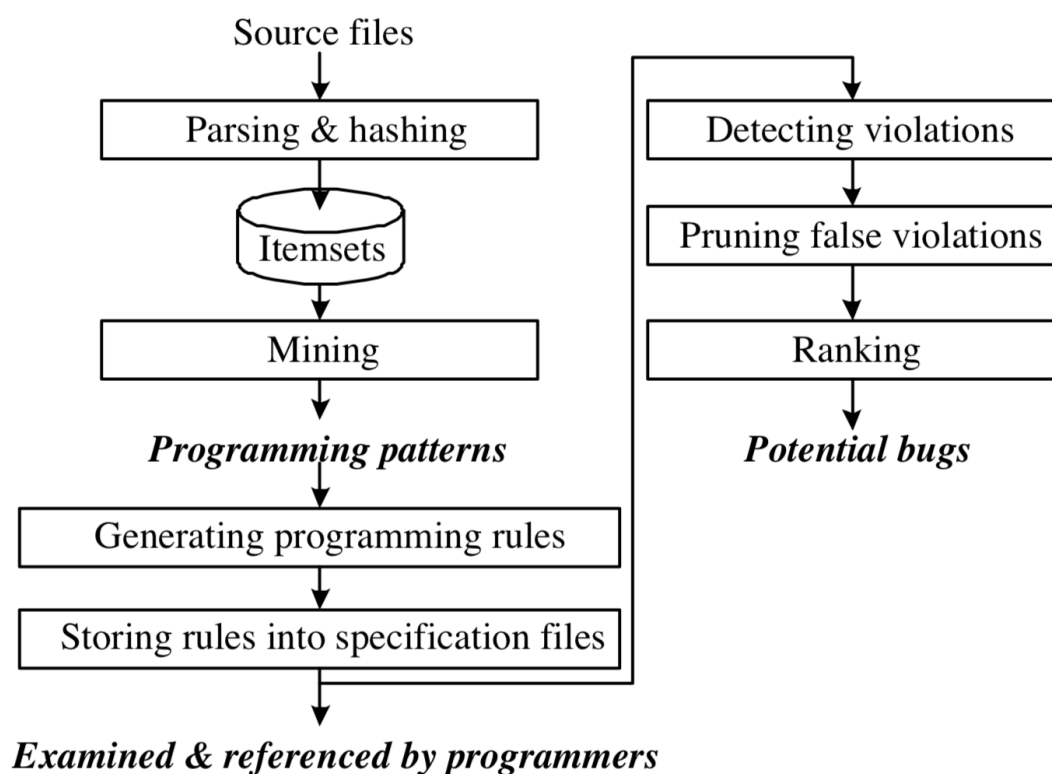 Source files
Parsing & hashing
Itemsets
Mining
Programming patterns
Generating programming rules
Storing rules into specification files
Examined & referenced by programmers
Detecting violations
Pruning false violations
Ranking
Potential bugs